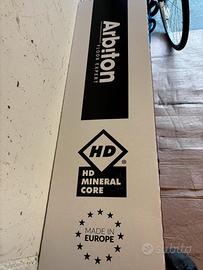 Arbiton
FLOOR EXPERT
HD
®
HD
MINERAL
CORE
MADE IN
EUROPE
subito